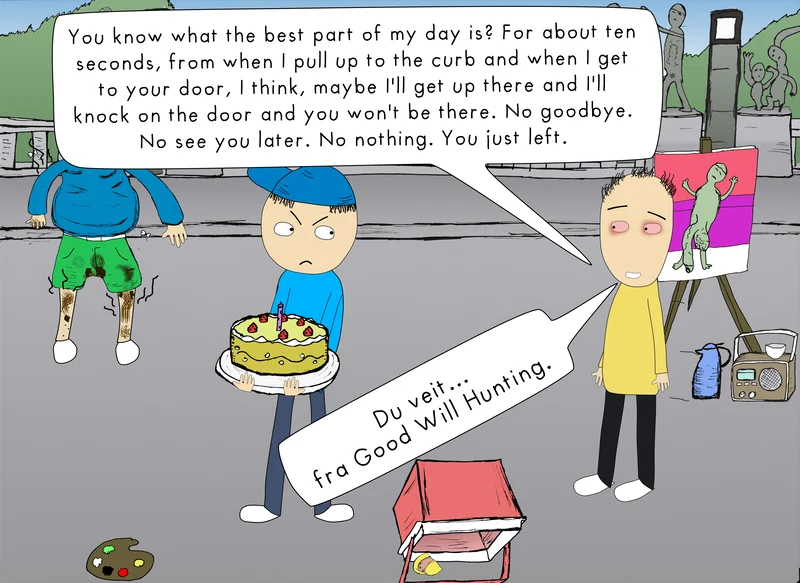 You know what the best part of my day is? For about ten
seconds, from when I pull up to the curb and when I get
to your door, I think, maybe I'll get up there and I'll
knock on the door and you won't be there. No goodbye.
No see you later. No nothing. You just left.
Du veit...
fra Good Will Hunting.